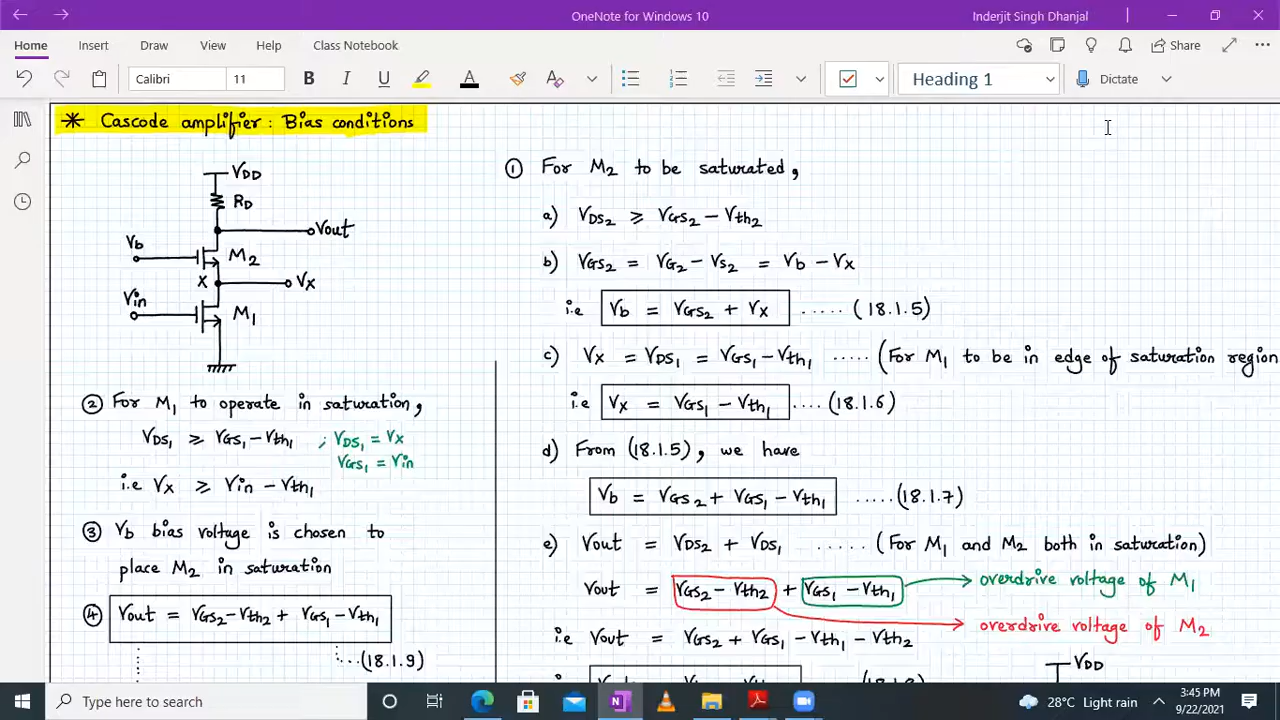 OneNote for Windows 10
Inderjit Singh Dhanjal
Home Insert Draw View Help Class Notebook
Share
Calibri 11 B I U A Heading 1 Dictate
* Cascode amplifier : Bias conditions
VDD
RD
Vout
Vb
M2
X
Vx
Vin
M1
② For M1 to operate in saturation,
VDS1 ≥ VGS1 - Vth1 ; VDS1 = Vx
VGS1 = Vin
i.e Vx ≥ Vin - Vth1
③ Vb bias voltage is chosen to
place M2 in saturation
④ Vout = VGS2 - Vth2 + VGS1 - Vth1
.....(18.1.9)
① For M2 to be saturated,
a) VDS2 ≥ VGS2 - Vth2
b) VGS2 = VG2 - VS2 = Vb - Vx
i.e Vb = VGS2 + Vx ..... (18.1.5)
c) Vx = VDS1 = VGS1 - Vth1 ..... (For M1 to be in edge of saturation region
i.e Vx = VGS1 - Vth1 .... (18.1.6)
d) From (18.1.5), we have
Vb = VGS2 + VGS1 - Vth1 .....(18.1.7)
e) Vout = VDS2 + VDS1 ..... (For M1 and M2 both in saturation)
Vout = VGS2 - Vth2 + VGS1 - Vth1 overdrive voltage of M1
overdrive voltage of M2
i.e Vout = VGS2 + VGS1 - Vth1 - Vth2
VDD
Type here to search
28°C Light rain
3:45 PM
9/22/2021